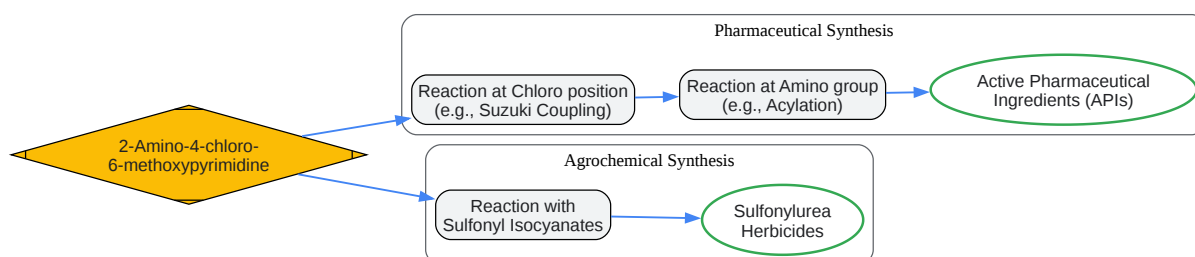 Pharmaceutical Synthesis
Reaction at Chloro position
(e.g., Suzuki Coupling)
Reaction at Amino group
(e.g., Acylation)
Active Pharmaceutical
Ingredients (APIs)
2-Amino-4-chloro-
6-methoxypyrimidine
Agrochemical Synthesis
Reaction with
Sulfonyl Isocyanates
Sulfonylurea
Herbicides